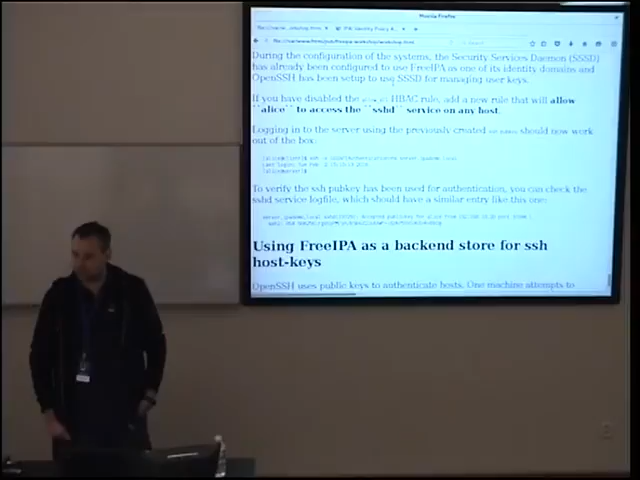 Mozilla Firefox
During the configuration of the systems, the Security Services Daemon (SSSD)
has already been configured to use FreeIPA as one of its identity domains and
OpenSSH has been setup to use SSSD for managing user keys.
If you have disabled the HBAC rule, add a new rule that will allow
``alice`` to access the ``sshd`` service on any host.
Logging in to the server using the previously created should now work
out of the box:
To verify the ssh pubkey has been used for authentication, you can check the
sshd service logfile, which should have a similar entry like this one:
Using FreeIPA as a backend store for ssh
host-keys
OpenSSH uses public keys to authenticate hosts. One machine attempts to